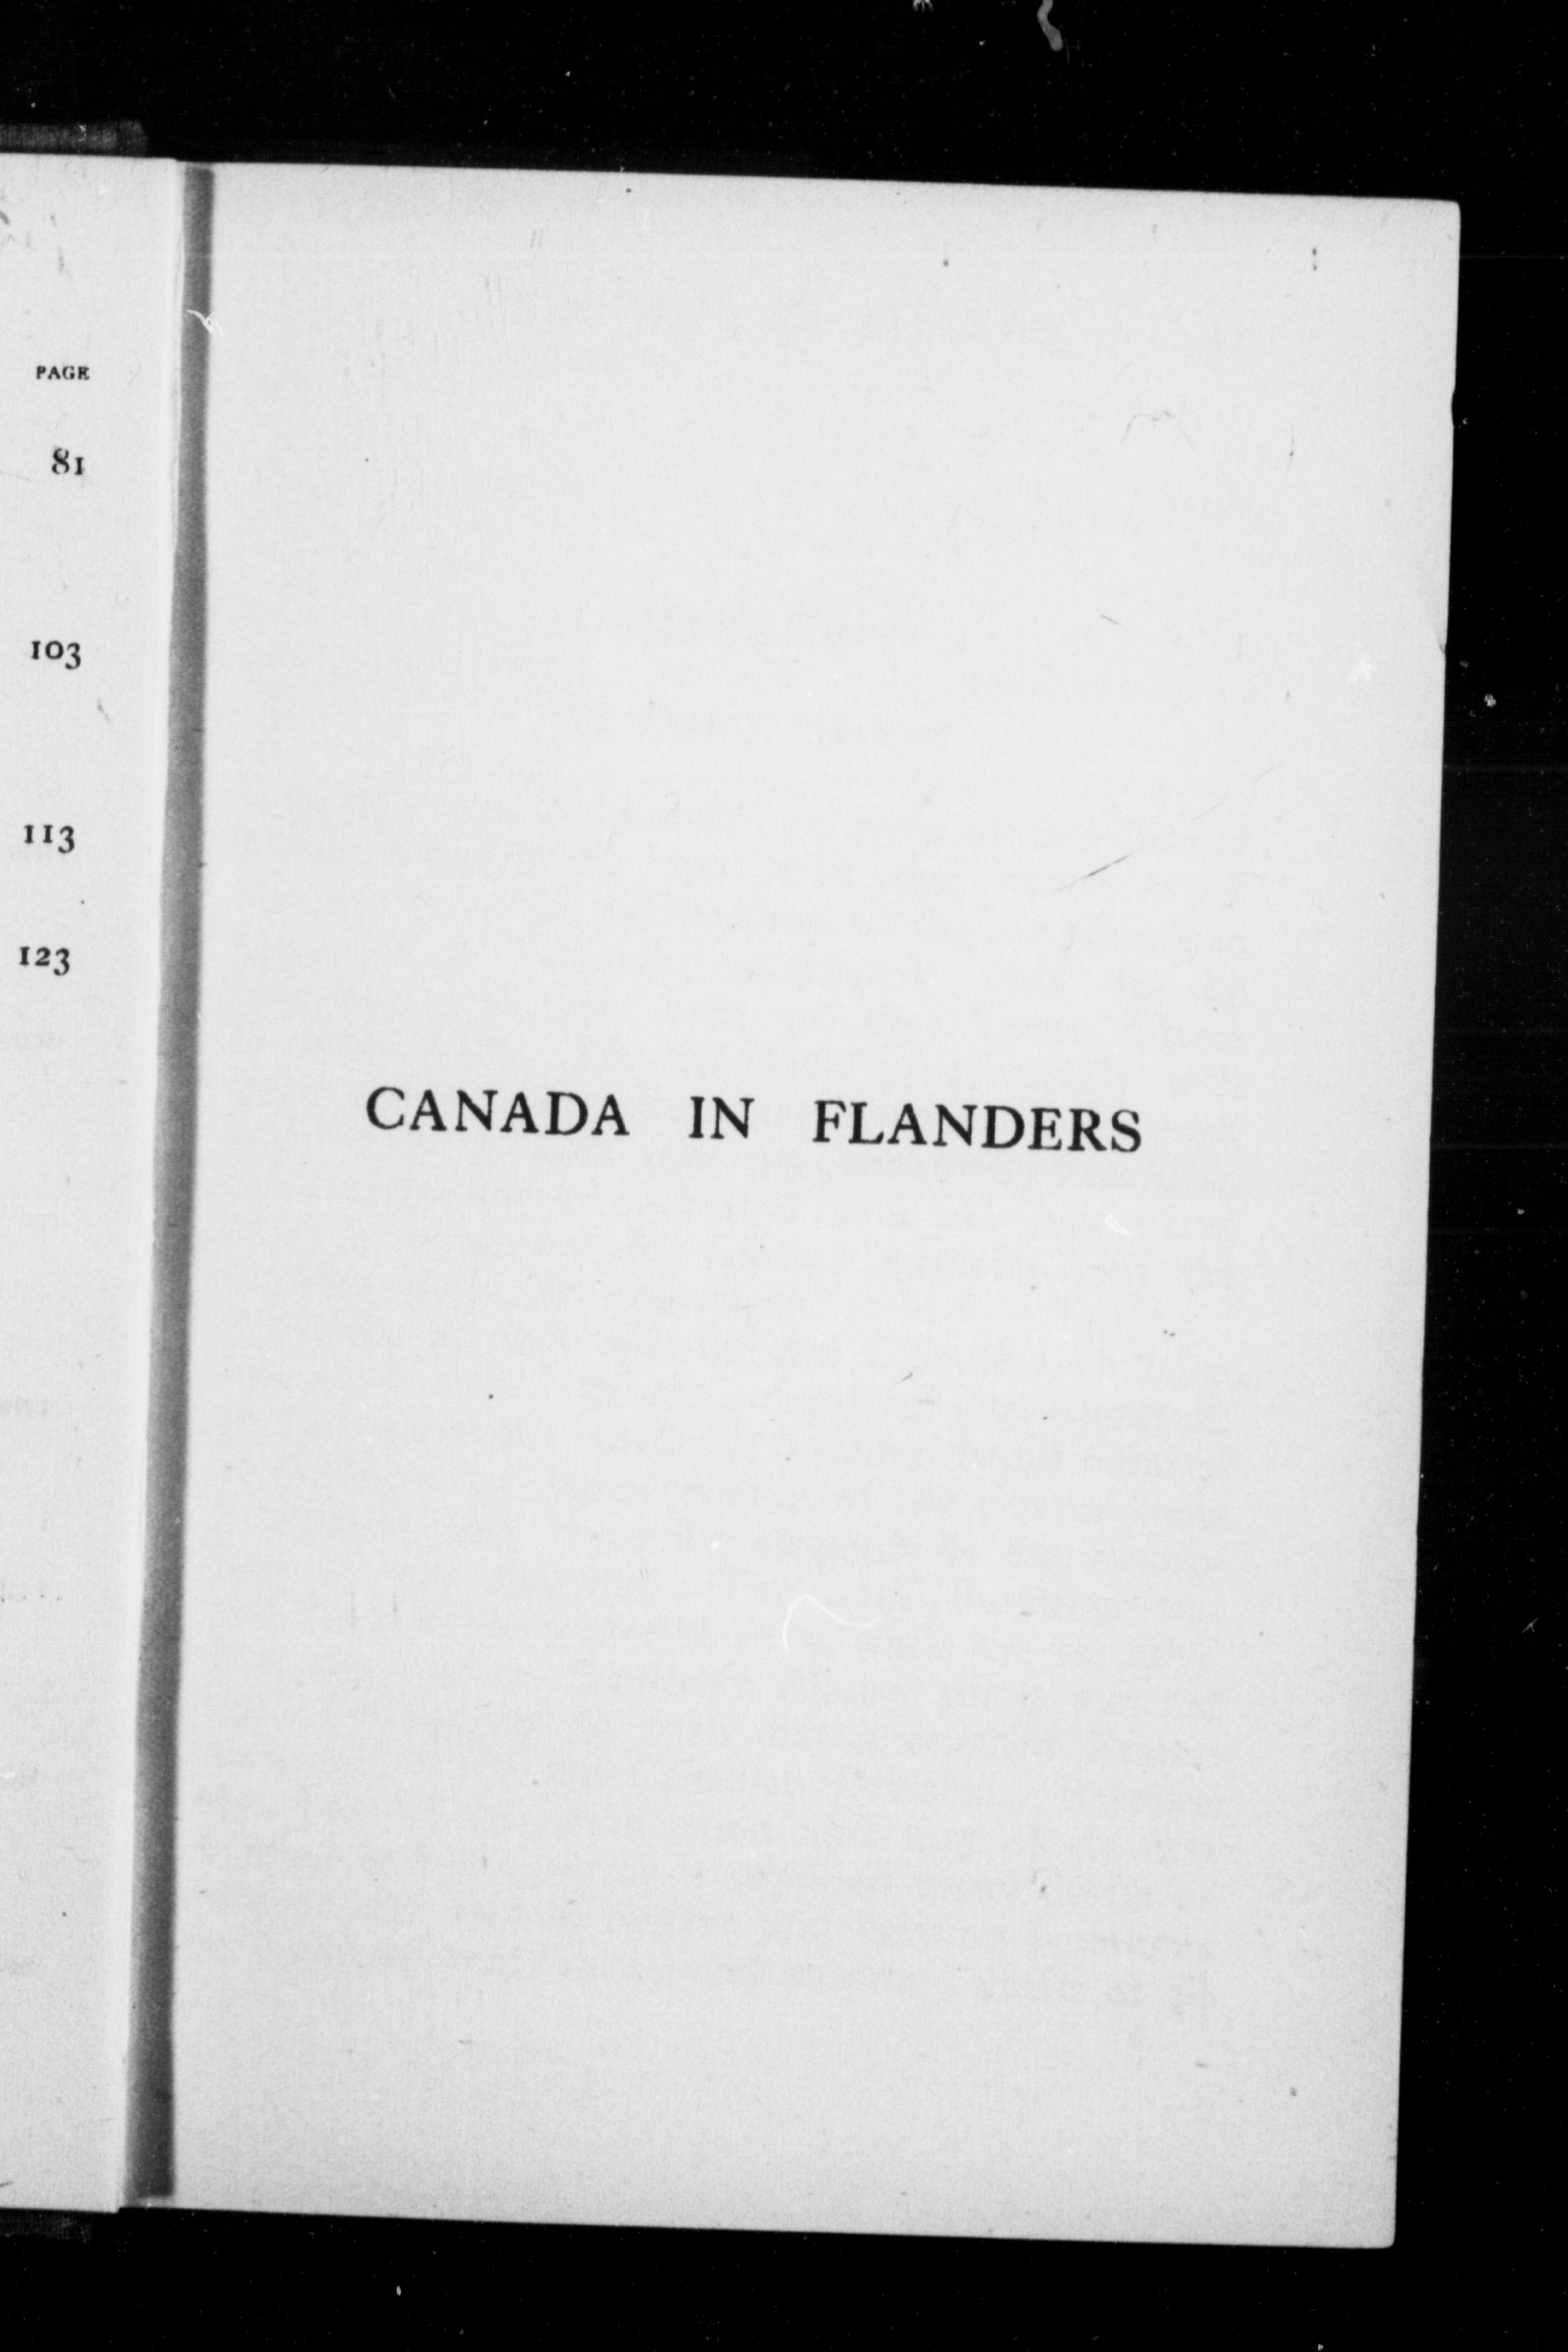 PAGE
81
103
113
123
CANADA IN FLANDERS